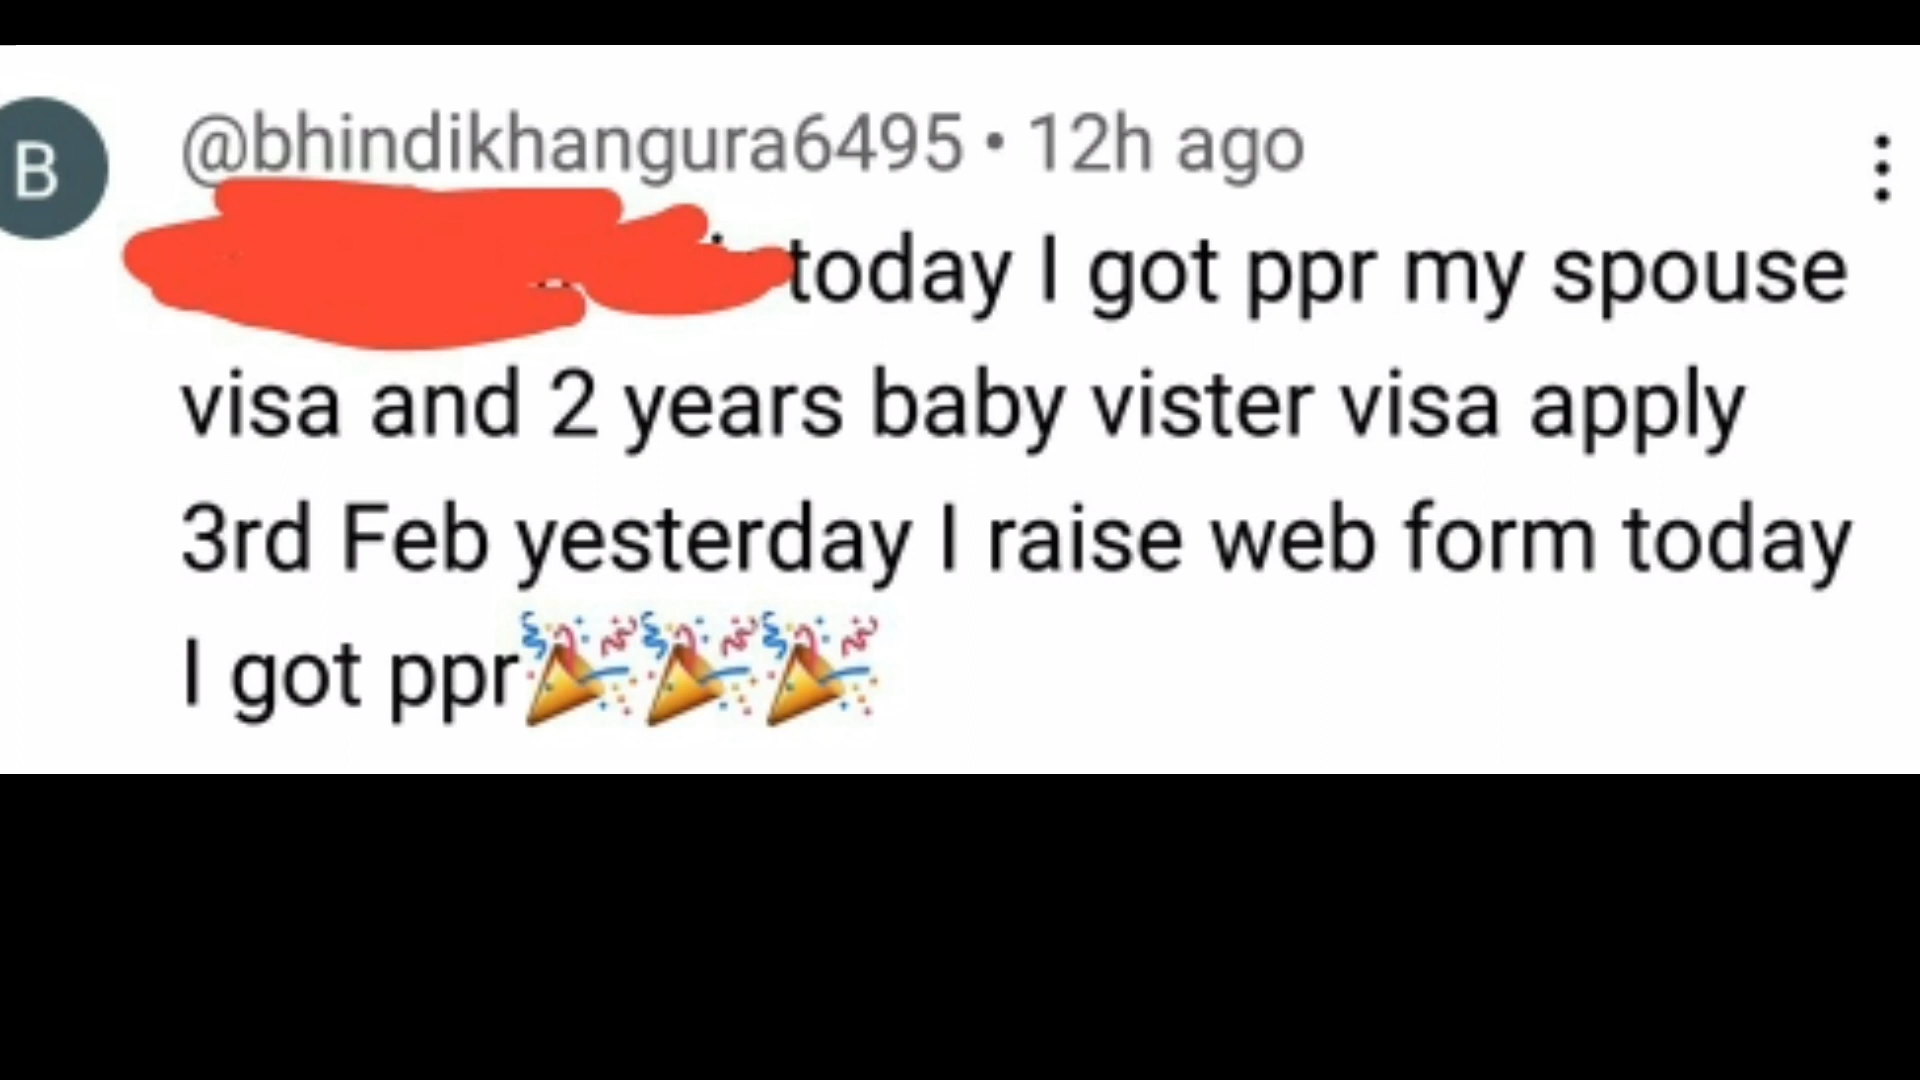 B
@bhindikhangura6495 • 12h ago
today I got ppr my spouse
visa and 2 years baby vister visa apply
3rd Feb yesterday I raise web form today
I got ppr🎉🎉🎉